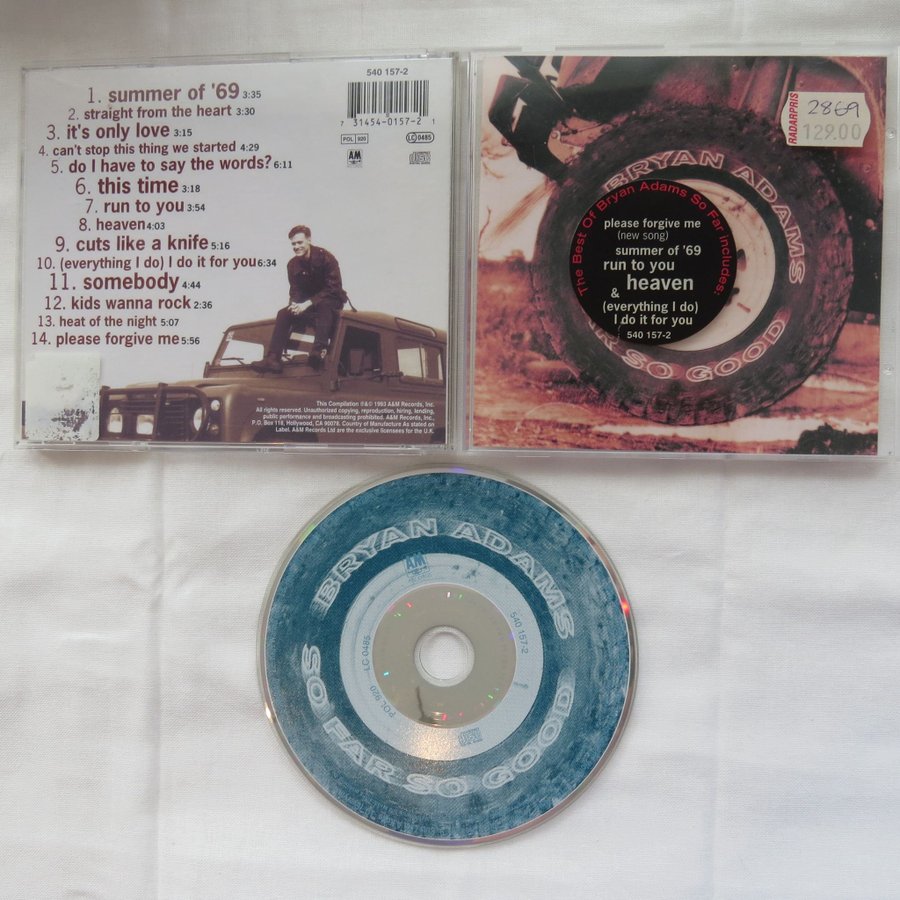 1. summer of '69 3:35
2. straight from the heart 3:30
3. it's only love 3:15
4. can't stop this thing we started 4:29
5. do I have to say the words? 6:11
6. this time 3:18
7. run to you 3:54
8. heaven 4:03
9. cuts like a knife 5:16
10. (everything I do) I do it for you 6:34
11. somebody 4:44
12. kids wanna rock 2:36
13. heat of the night 5:07
14. please forgive me 5:56
540 157-2
7 31454-0157-2 1
POL 920
AM
LC 0485
This Compilation ℗&© 1993 A&M Records, Inc.
All rights reserved. Unauthorized copying, reproduction, hiring, lending,
public performance and broadcasting prohibited. A&M Records, Inc.,
P.O. Box 118, Hollywood, CA 90078. Country of Manufacture As stated on
Label. A&M Records Ltd are the exclusive licensees for the U.K.
RADARPRIS
2869
129.00
BRYAN ADAMS
SO FAR SO GOOD
The Best Of Bryan Adams So Far includes:
please forgive me
(new song)
summer of '69
run to you
heaven
&
(everything I do)
I do it for you
540 157-2
BRYAN ADAMS
AM
540 157-2
POL 920
LC-0485
SO FAR SO GOOD